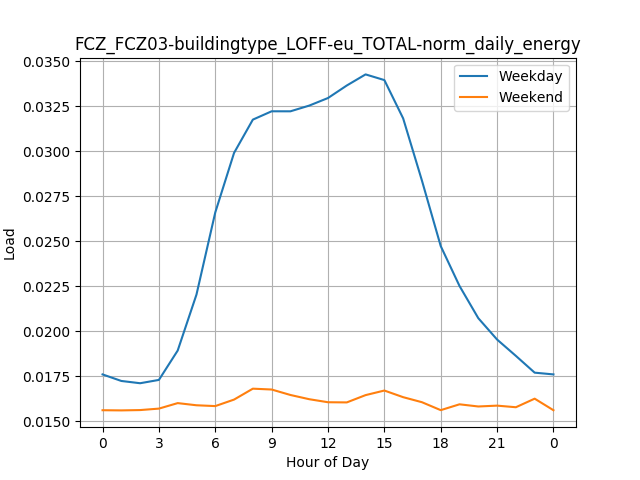 FCZ_FCZ03-buildingtype_LOFF-eu_TOTAL-norm_daily_energy
Weekday
Weekend
Load
0.0350
0.0325
0.0300
0.0275
0.0250
0.0225
0.0200
0.0175
0.0150
0 3 6 9 12 15 18 21 0
Hour of Day